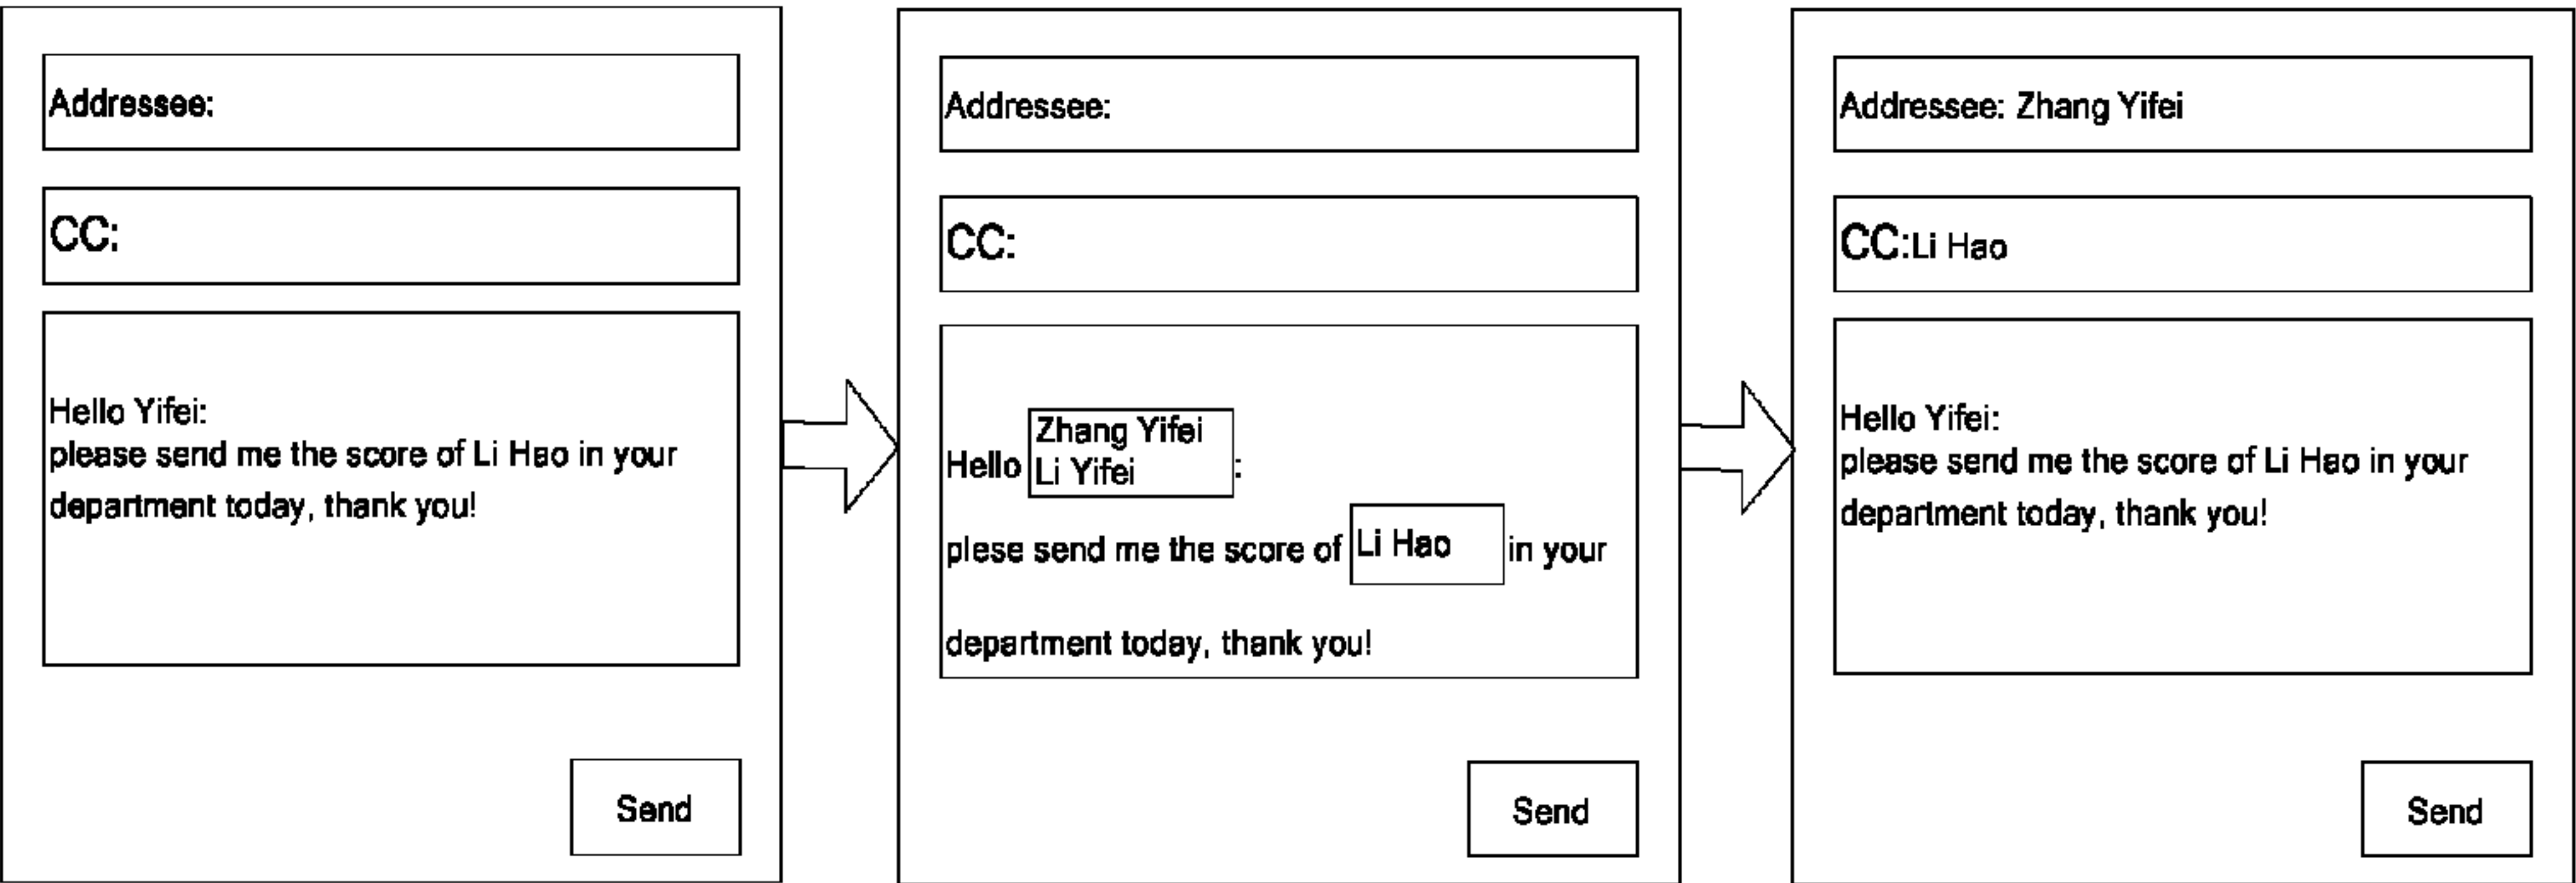 Addressee:
CC:
Hello Yifei:
please send me the score of Li Hao in your
department today, thank you!
Send
Addressee:
CC:
Zhang Yifei
Hello Li Yifei :
plese send me the score of Li Hao in your
department today, thank you!
Send
Addressee: Zhang Yifei
CC:Li Hao
Hello Yifei:
please send me the score of Li Hao in your
department today, thank you!
Send